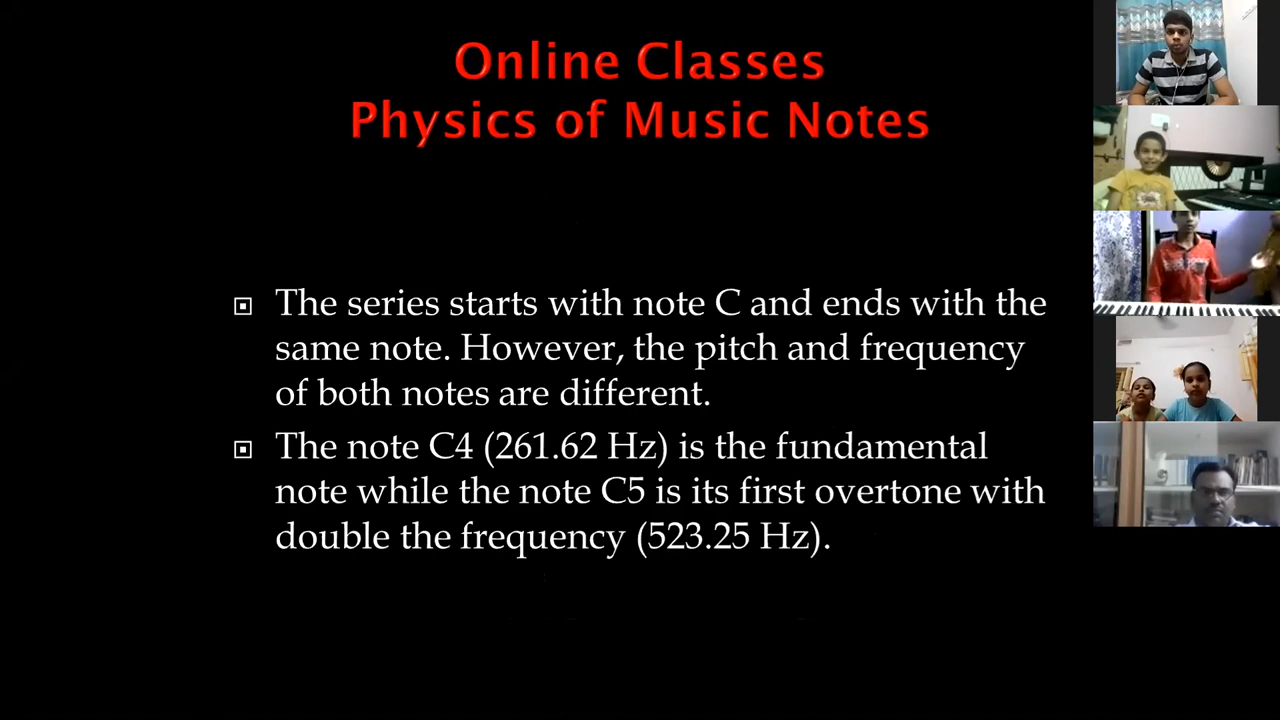 Online Classes
Physics of Music Notes
The series starts with note C and ends with the
same note. However, the pitch and frequency
of both notes are different.
The note C4 (261.62 Hz) is the fundamental
note while the note C5 is its first overtone with
double the frequency (523.25 Hz).